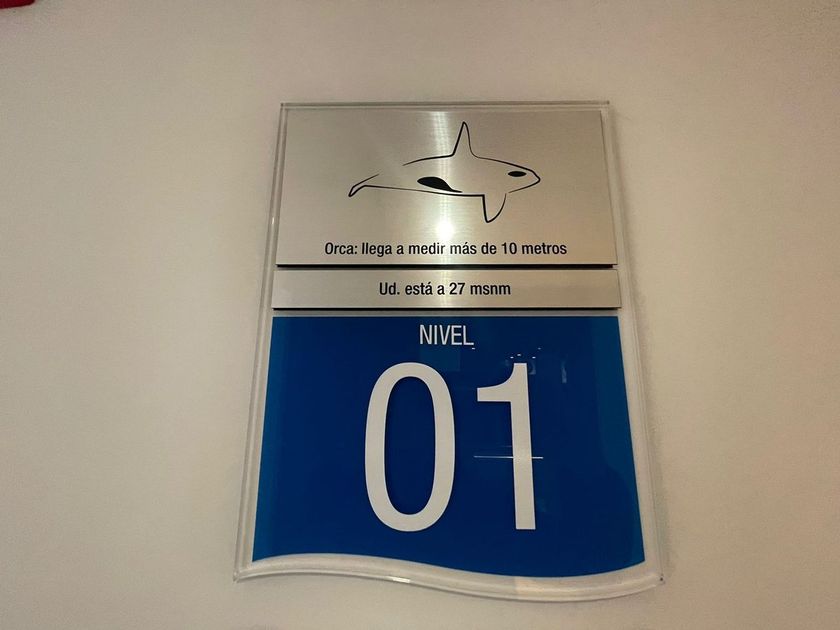 Orca: llega a medir más de 10 metros
Ud. está a 27 msnm
NIVEL
01